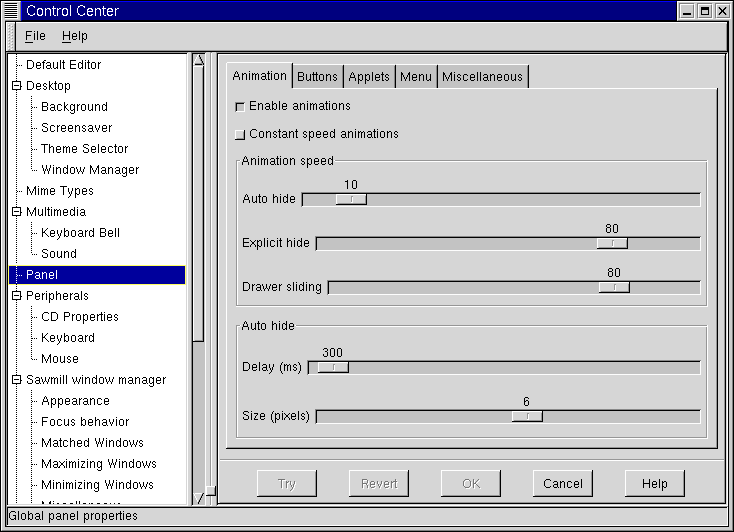 Control Center
File Help
Default Editor
Desktop
Background
Screensaver
Theme Selector
Window Manager
Mime Types
Multimedia
Keyboard Bell
Sound
Panel
Peripherals
CD Properties
Keyboard
Mouse
Sawmill window manager
Appearance
Focus behavior
Matched Windows
Maximizing Windows
Minimizing Windows
Miscellaneous
Animation Buttons Applets Menu Miscellaneous
Enable animations
Constant speed animations
Animation speed
10
Auto hide
80
Explicit hide
80
Drawer sliding
Auto hide
300
Delay (ms)
6
Size (pixels)
Try Revert OK Cancel Help
Global panel properties